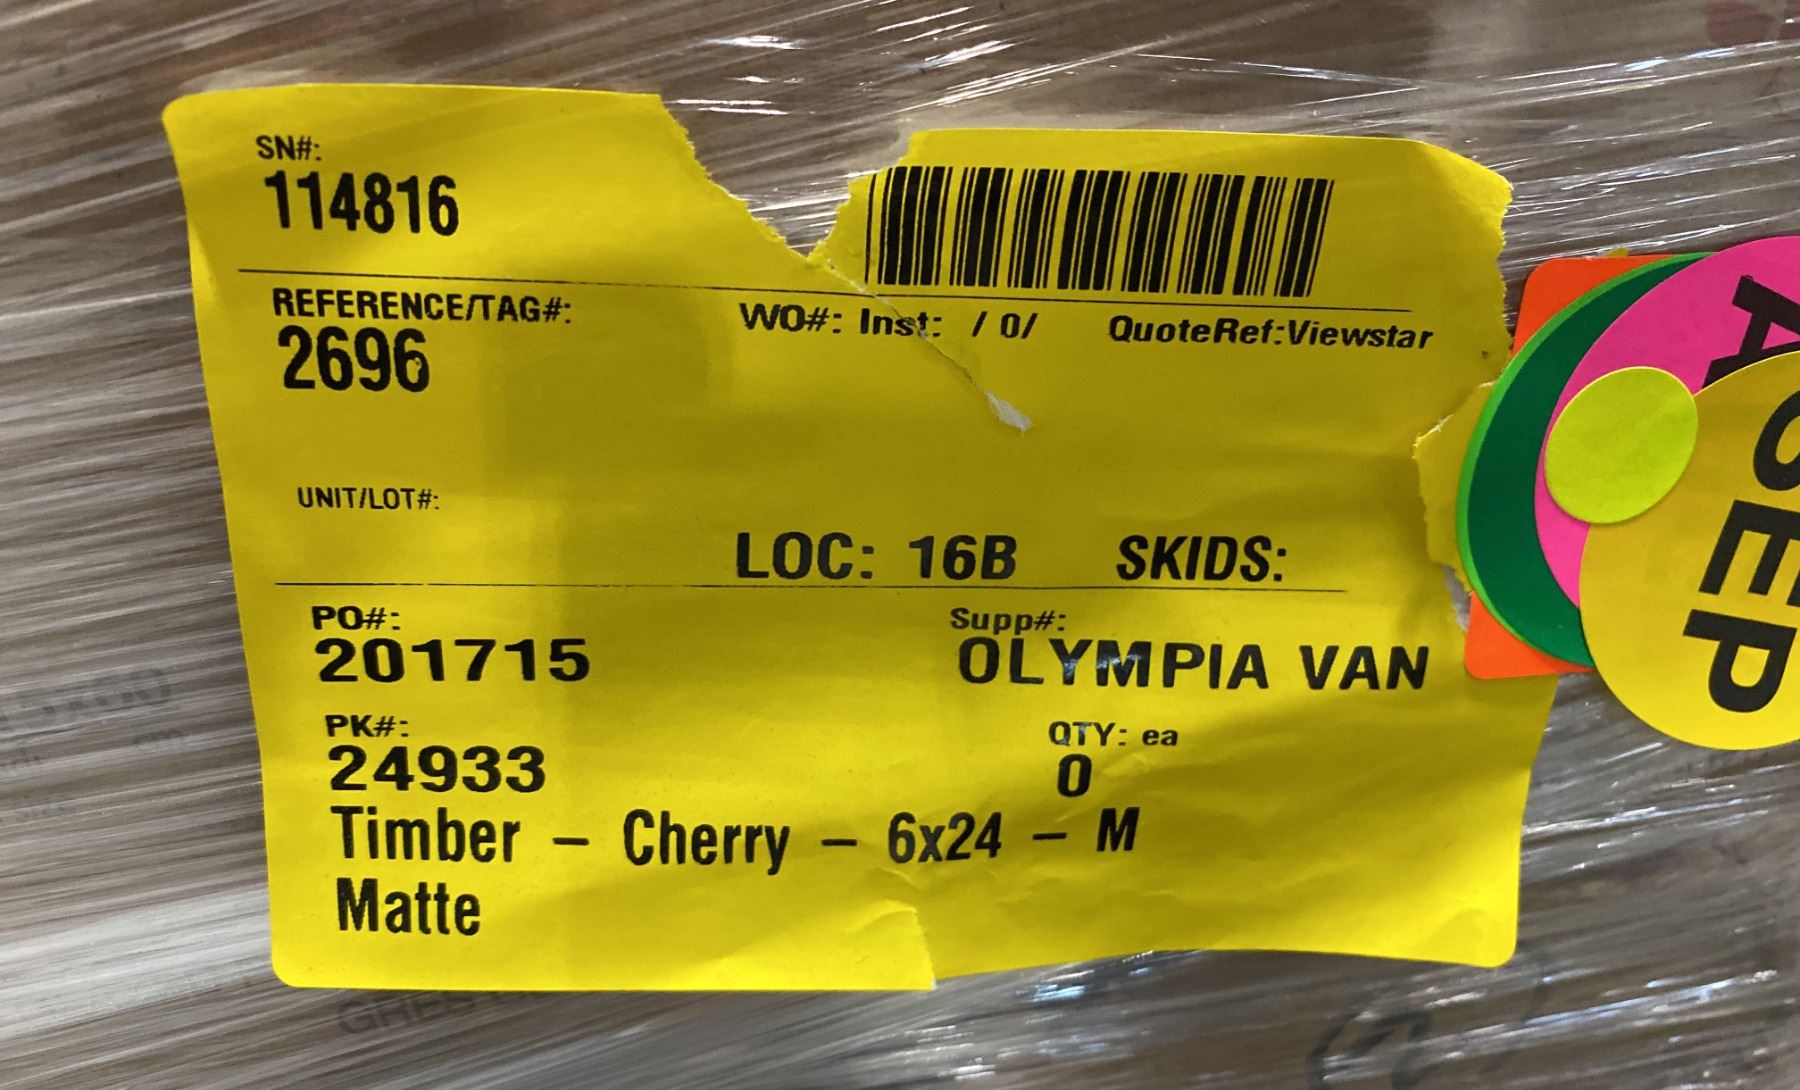 SN#:
114816
REFERENCE/TAG#:
2696
WO#: Inst: / 0/ QuoteRef:Viewstar
UNIT/LOT#:
LOC: 16B SKIDS:
PO#:
201715
Supp#:
OLYMPIA VAN
PK#:
24933
QTY: ea
0
Timber – Cherry – 6x24 – M
Matte
SEP